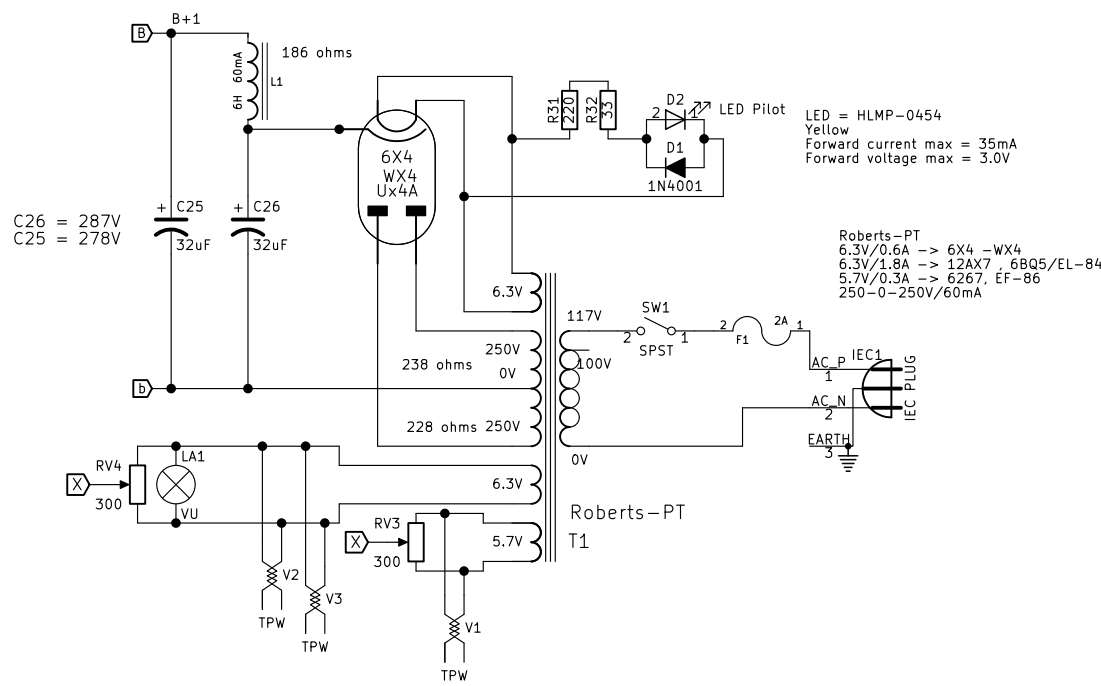 B
B+1
186 ohms
6H 60mA
L1
6X4
WX4
Ux4A
R31
220
R32
33
D2
2
1
LED Pilot
D1
1N4001
LED = HLMP-0454
Yellow
Forward current max = 35mA
Forward voltage max = 3.0V
C26 = 287V
C25 = 278V
+ C25
32uF
+ C26
32uF
Roberts-PT
6.3V/0.6A -> 6X4 -WX4
6.3V/1.8A -> 12AX7 , 6BQ5/EL-84
5.7V/0.3A -> 6267, EF-86
250-0-250V/60mA
6.3V
117V
SW1
2
1
SPST
2
2A
1
F1
250V
238 ohms
0V
100V
AC_P
1
IEC1
IEC PLUG
AC_N
2
EARTH
3
b
228 ohms 250V
0V
RV4
300
X
LA1
VU
6.3V
RV3
300
X
5.7V
Roberts-PT
T1
V2
TPW
V3
TPW
V1
TPW